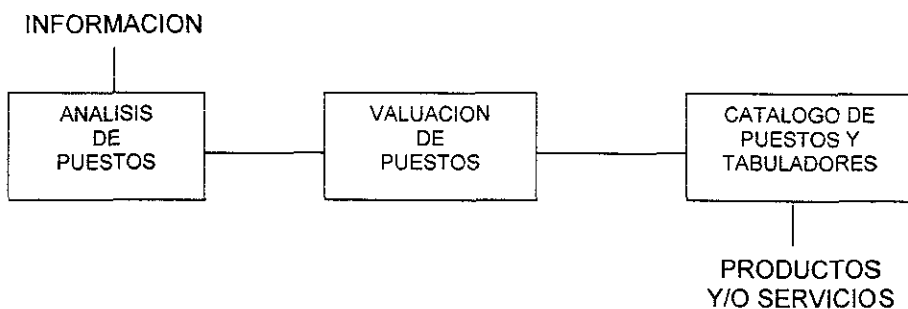 INFORMACION
ANALISIS
DE
PUESTOS
VALUACION
DE
PUESTOS
CATALOGO DE
PUESTOS Y
TABULADORES
PRODUCTOS
Y/O SERVICIOS